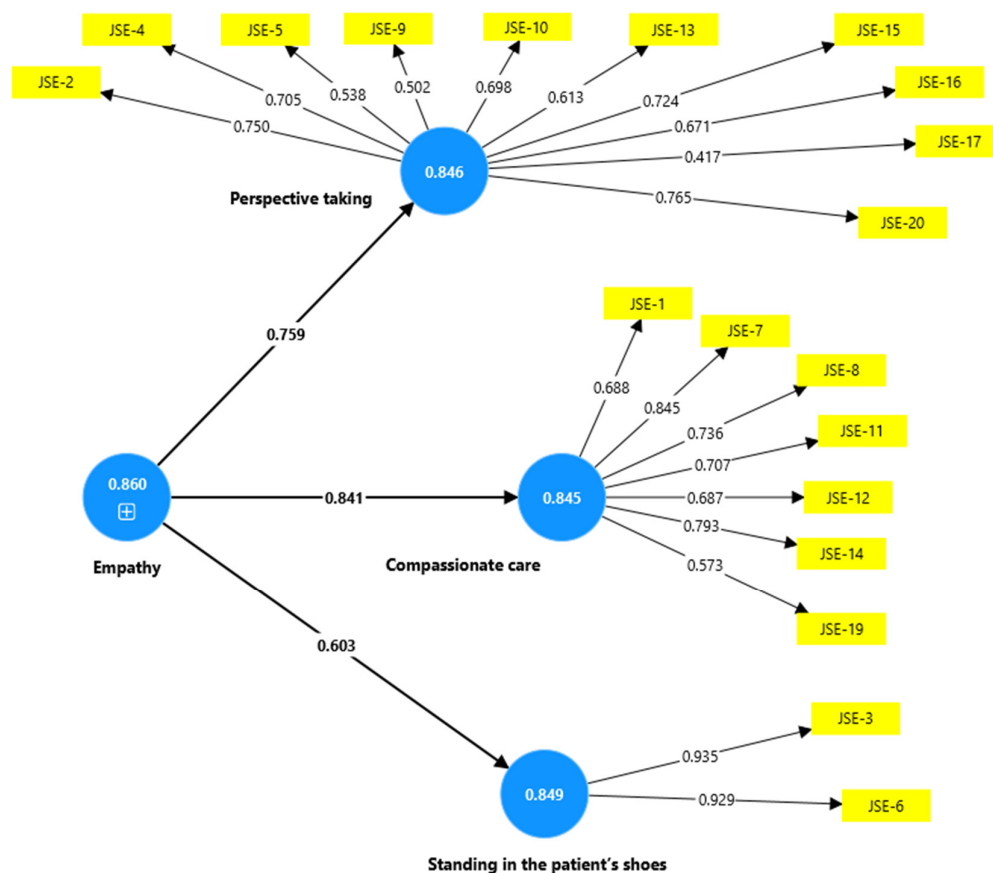 JSE-4
JSE-5
JSE-9
JSE-10
JSE-13
JSE-15
JSE-2
JSE-16
JSE-17
JSE-20
0.750
0.705
0.538
0.502
0.698
0.613
0.724
0.671
0.417
0.765
0.846
Perspective taking
0.759
JSE-1
JSE-7
JSE-8
JSE-11
JSE-12
JSE-14
JSE-19
0.688
0.845
0.736
0.707
0.687
0.793
0.573
0.860
Empathy
0.841
0.845
Compassionate care
0.603
JSE-3
JSE-6
0.935
0.929
0.849
Standing in the patient's shoes